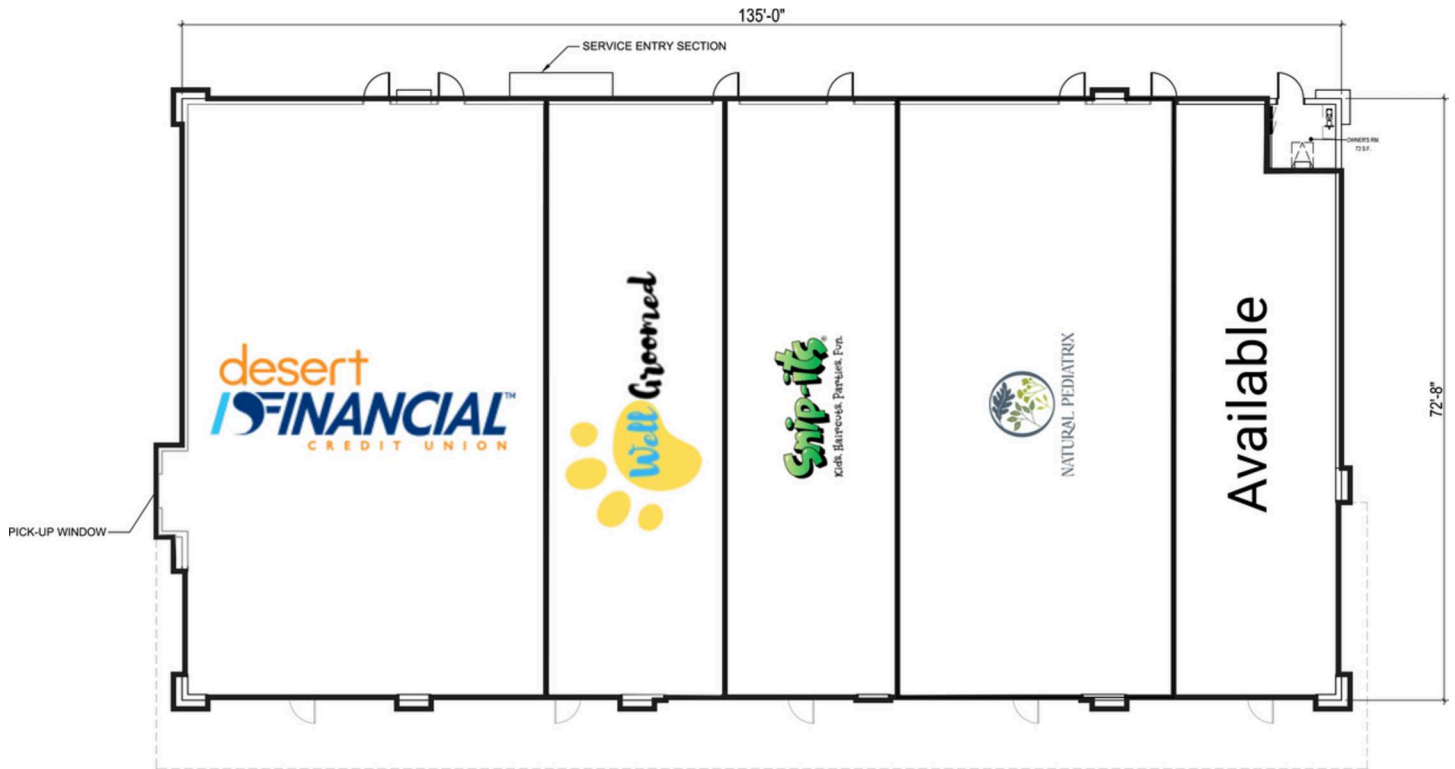 135'-0"
SERVICE ENTRY SECTION
OWNER'S RM.
73 S.F.
desert
FINANCIAL™
CREDIT UNION
Well Groomed
Snip-its®
Kids. Haircuts. Parties. Fun.
NATURAL PEDIATRIX
Available
72'-8"
PICK-UP WINDOW